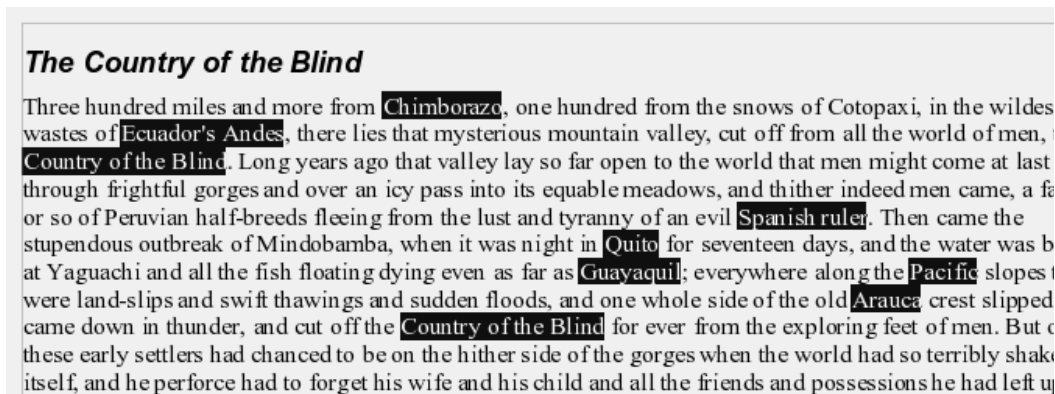 The Country of the Blind
Three hundred miles and more from Chimborazo, one hundred from the snows of Cotopaxi, in the
wastes of Ecuador's Andes, there lies that mysterious mountain valley, cut off from all the world of men,
Country of the Blind. Long years ago that valley lay so far open to the world that men might come at last
through frightful gorges and over an icy pass into its equable meadows, and thither indeed men came, a
or so of Peruvian half-breeds fleeing from the lust and tyranny of an evil Spanish ruler. Then came the
stupendous outbreak of Mindobamba, when it was night in Quito for seventeen days, and the water was
at Yaguachi and all the fish floating dying even as far as Guayaquil; everywhere along the Pacific slopes
were land-slips and swift thawings and sudden floods, and one whole side of the old Arauca crest slipped
came down in thunder, and cut off the Country of the Blind for ever from the exploring feet of men. But
these early settlers had chanced to be on the hither side of the gorges when the world had so terribly
itself, and he perforce had to forget his wife and his child and all the friends and possessions he had left